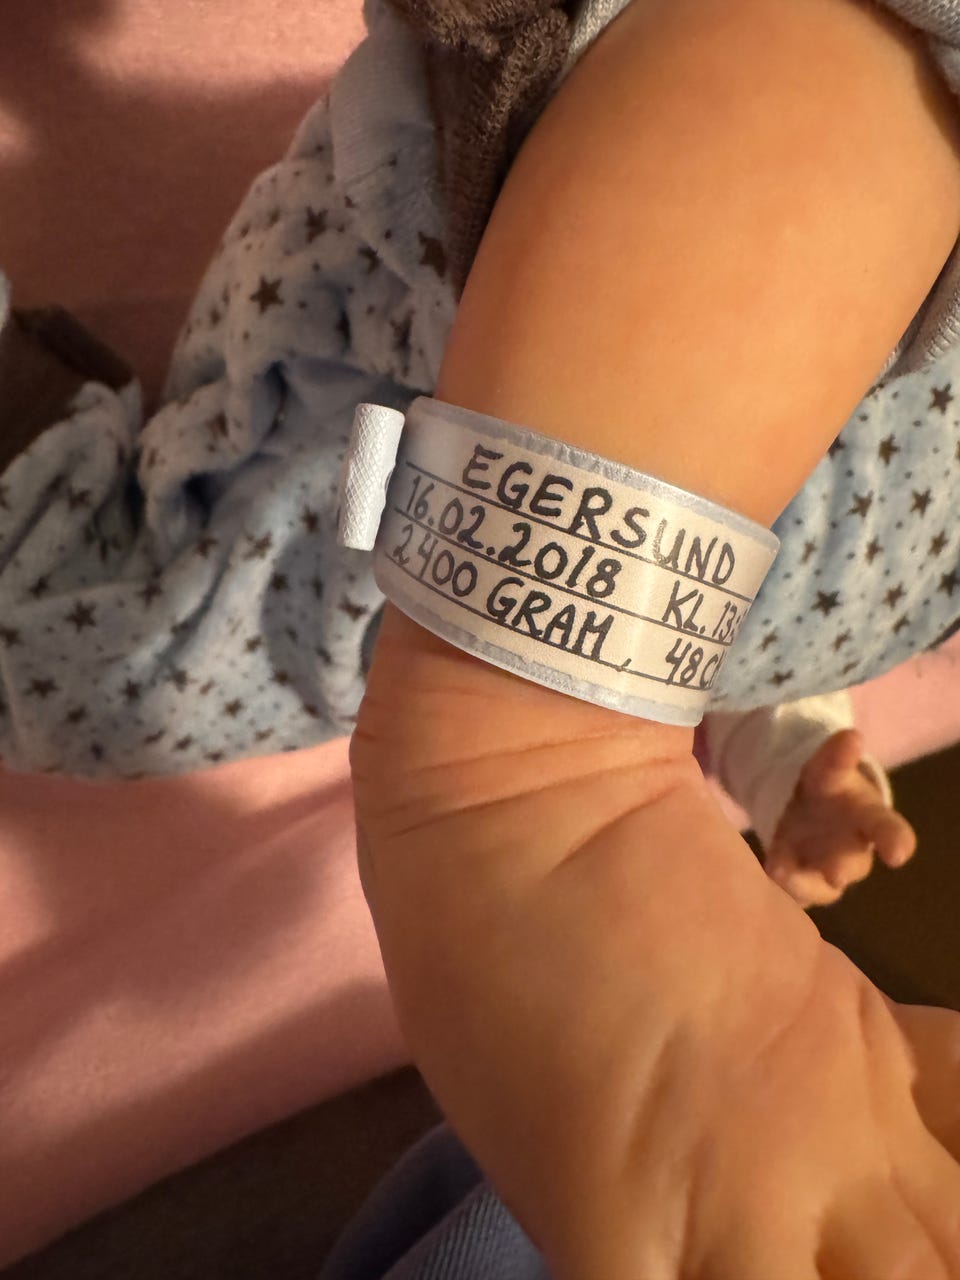 EGERSUND
16.02.2018 KL. 13:
2400 GRAM, 48 C